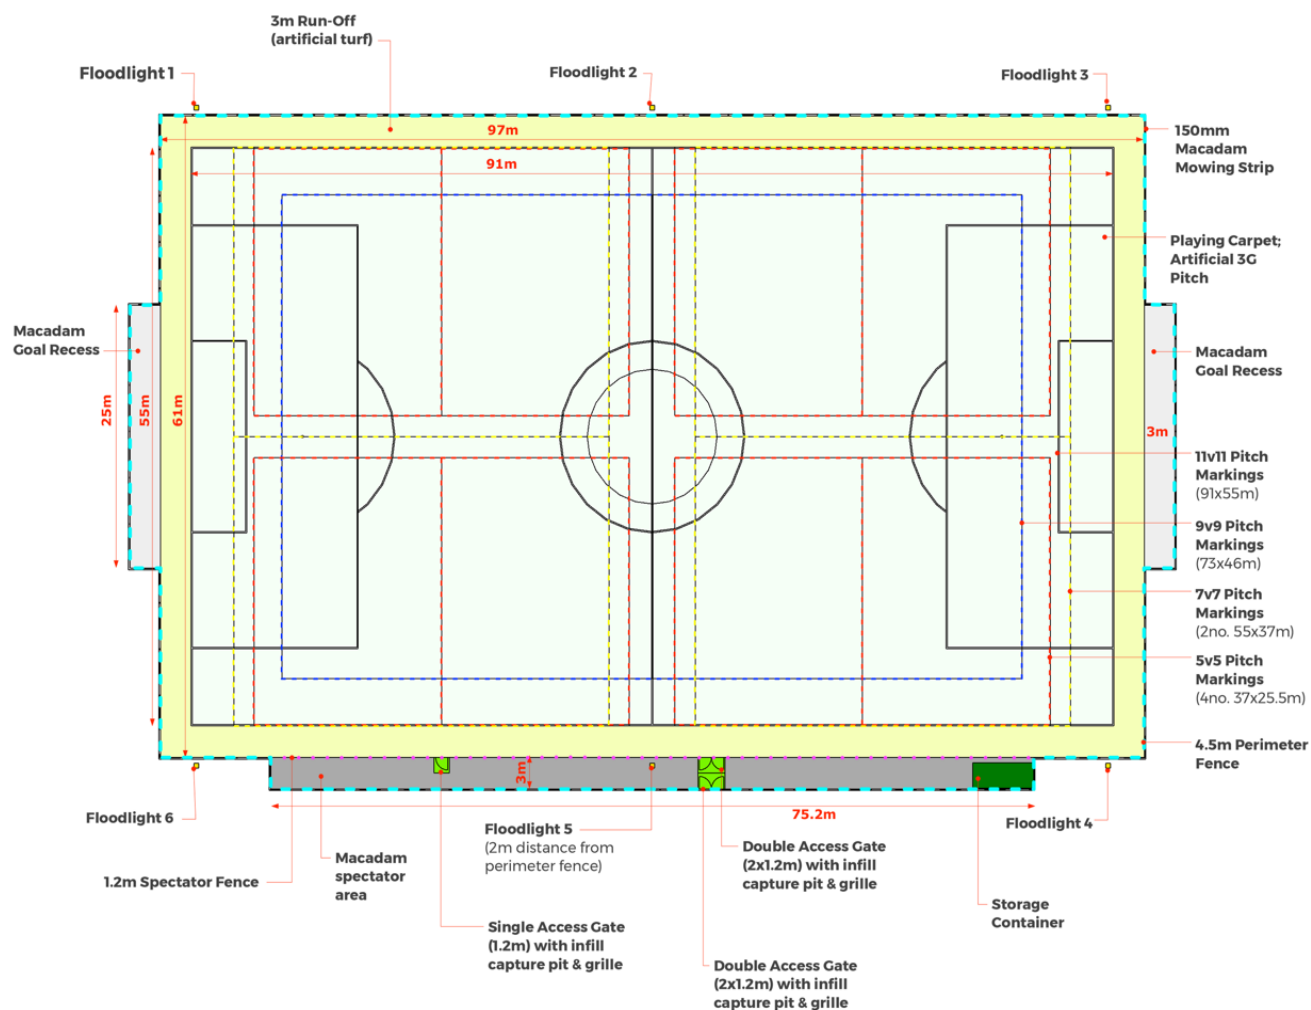 3m Run-Off
(artificial turf)
Floodlight 1
Floodlight 2
Floodlight 3
97m
150mm
Macadam
Mowing Strip
91m
Playing Carpet;
Artificial 3G
Pitch
Macadam
Goal Recess
Macadam
Goal Recess
25m
55m
61m
3m
11v11 Pitch
Markings
(91x55m)
9v9 Pitch
Markings
(73x46m)
7v7 Pitch
Markings
(2no. 55x37m)
5v5 Pitch
Markings
(4no. 37x25.5m)
4.5m Perimeter
Fence
3m
75.2m
Floodlight 6
Floodlight 5
(2m distance from
perimeter fence)
Floodlight 4
1.2m Spectator Fence
Macadam
spectator
area
Double Access Gate
(2x1.2m) with infill
capture pit & grille
Storage
Container
Single Access Gate
(1.2m) with infill
capture pit & grille
Double Access Gate
(2x1.2m) with infill
capture pit & grille